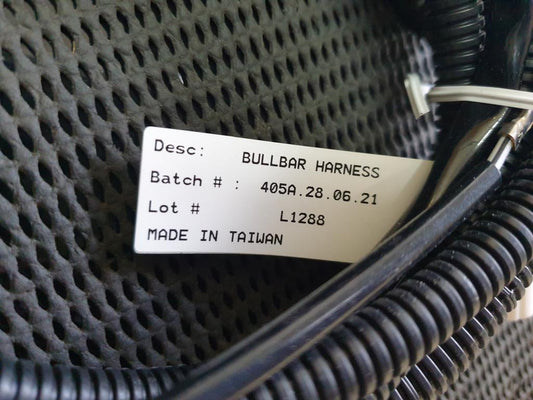 Desc: BULLBAR HARNESS
Batch # : 405A.28.06.21
Lot # L1288
MADE IN TAIWAN